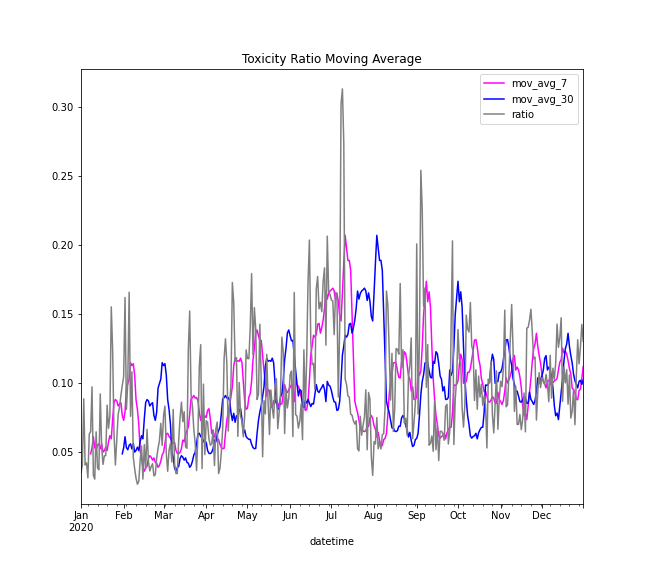 Toxicity Ratio Moving Average
mov_avg_7
mov_avg_30
ratio
0.30
0.25
0.20
0.15
0.10
0.05
Jan Feb Mar Apr May Jun Jul Aug Sep Oct Nov Dec
2020
datetime